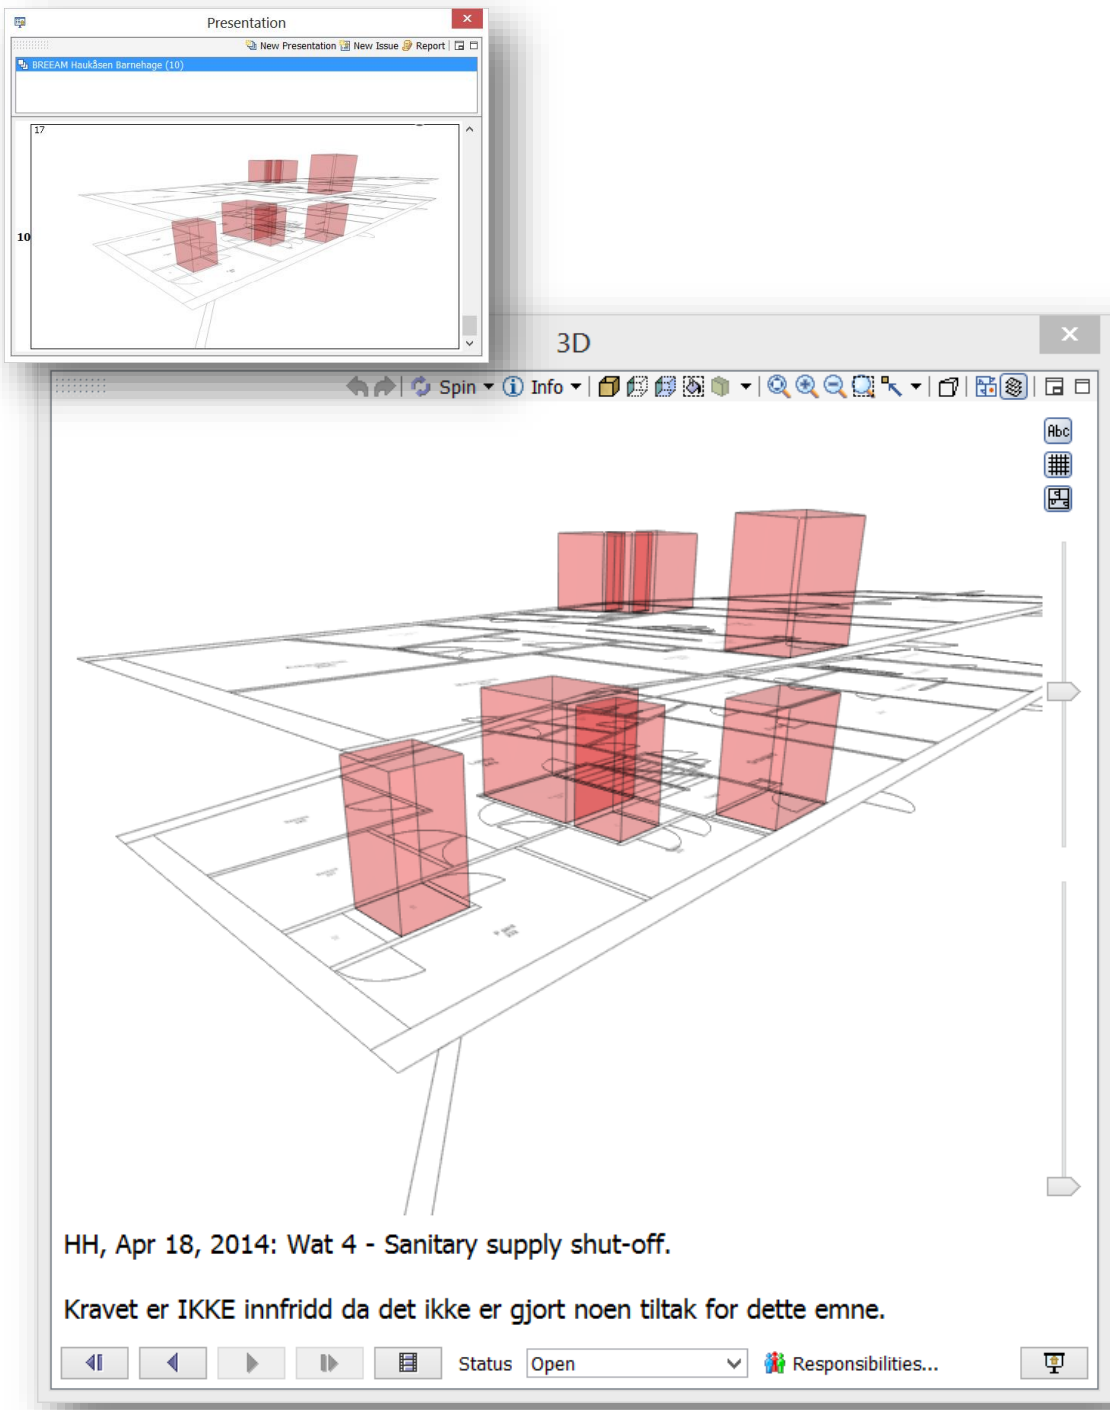 Presentation
New Presentation New Issue Report
BREEAM Haukåsen Barnehage (10)
17
10
3D
Spin Info
Abc
HH, Apr 18, 2014: Wat 4 - Sanitary supply shut-off.
Kravet er IKKE innfridd da det ikke er gjort noen tiltak for dette emne.
Status Open Responsibilities...